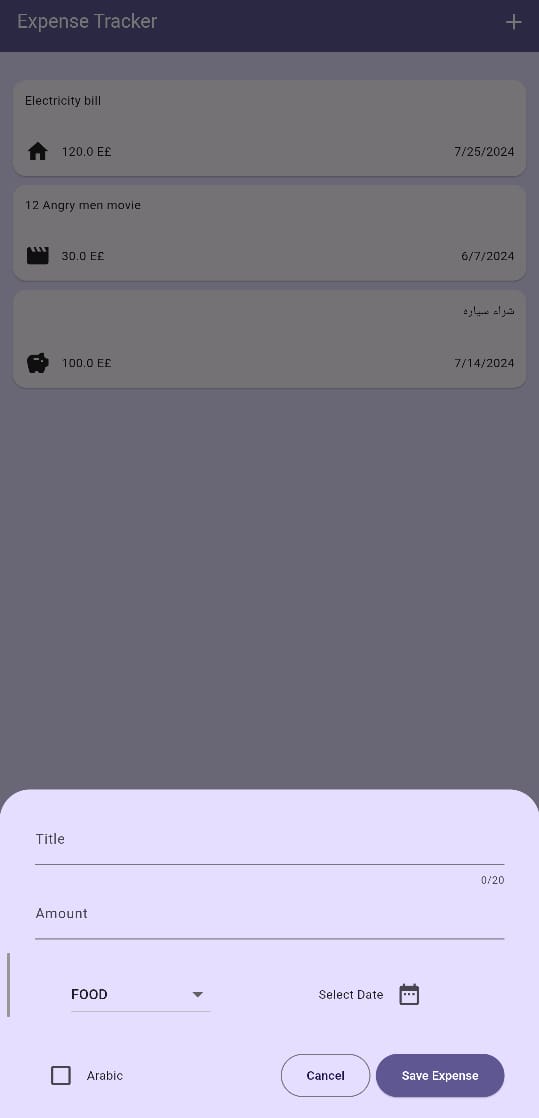 Expense Tracker
Electricity bill
120.0 E£ 7/25/2024
12 Angry men movie
30.0 E£ 6/7/2024
شراء سياره
100.0 E£ 7/14/2024
Title
0/20
Amount
FOOD Select Date
Arabic Cancel Save Expense